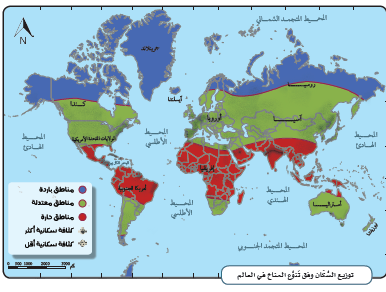 المحيط المتجمد الشمالي
جرينلاند
روسيا
كندا
آيسلندا
أوروبا
آسيا
الولايات المتحدة الأمريكية
المحيط الهادئ
المحيط الأطلسي
المحيط الهادئ
أفريقيا
أمريكا الجنوبية
المحيط الأطلسي
المحيط الهندي
أستراليا
مناطق باردة
مناطق معتدلة
مناطق حارة
كثافة سكانية أكثر
كثافة سكانية أقل
المحيط المتجمد الجنوبي
توزيع السكان وفق تنوع المناخ في العالم